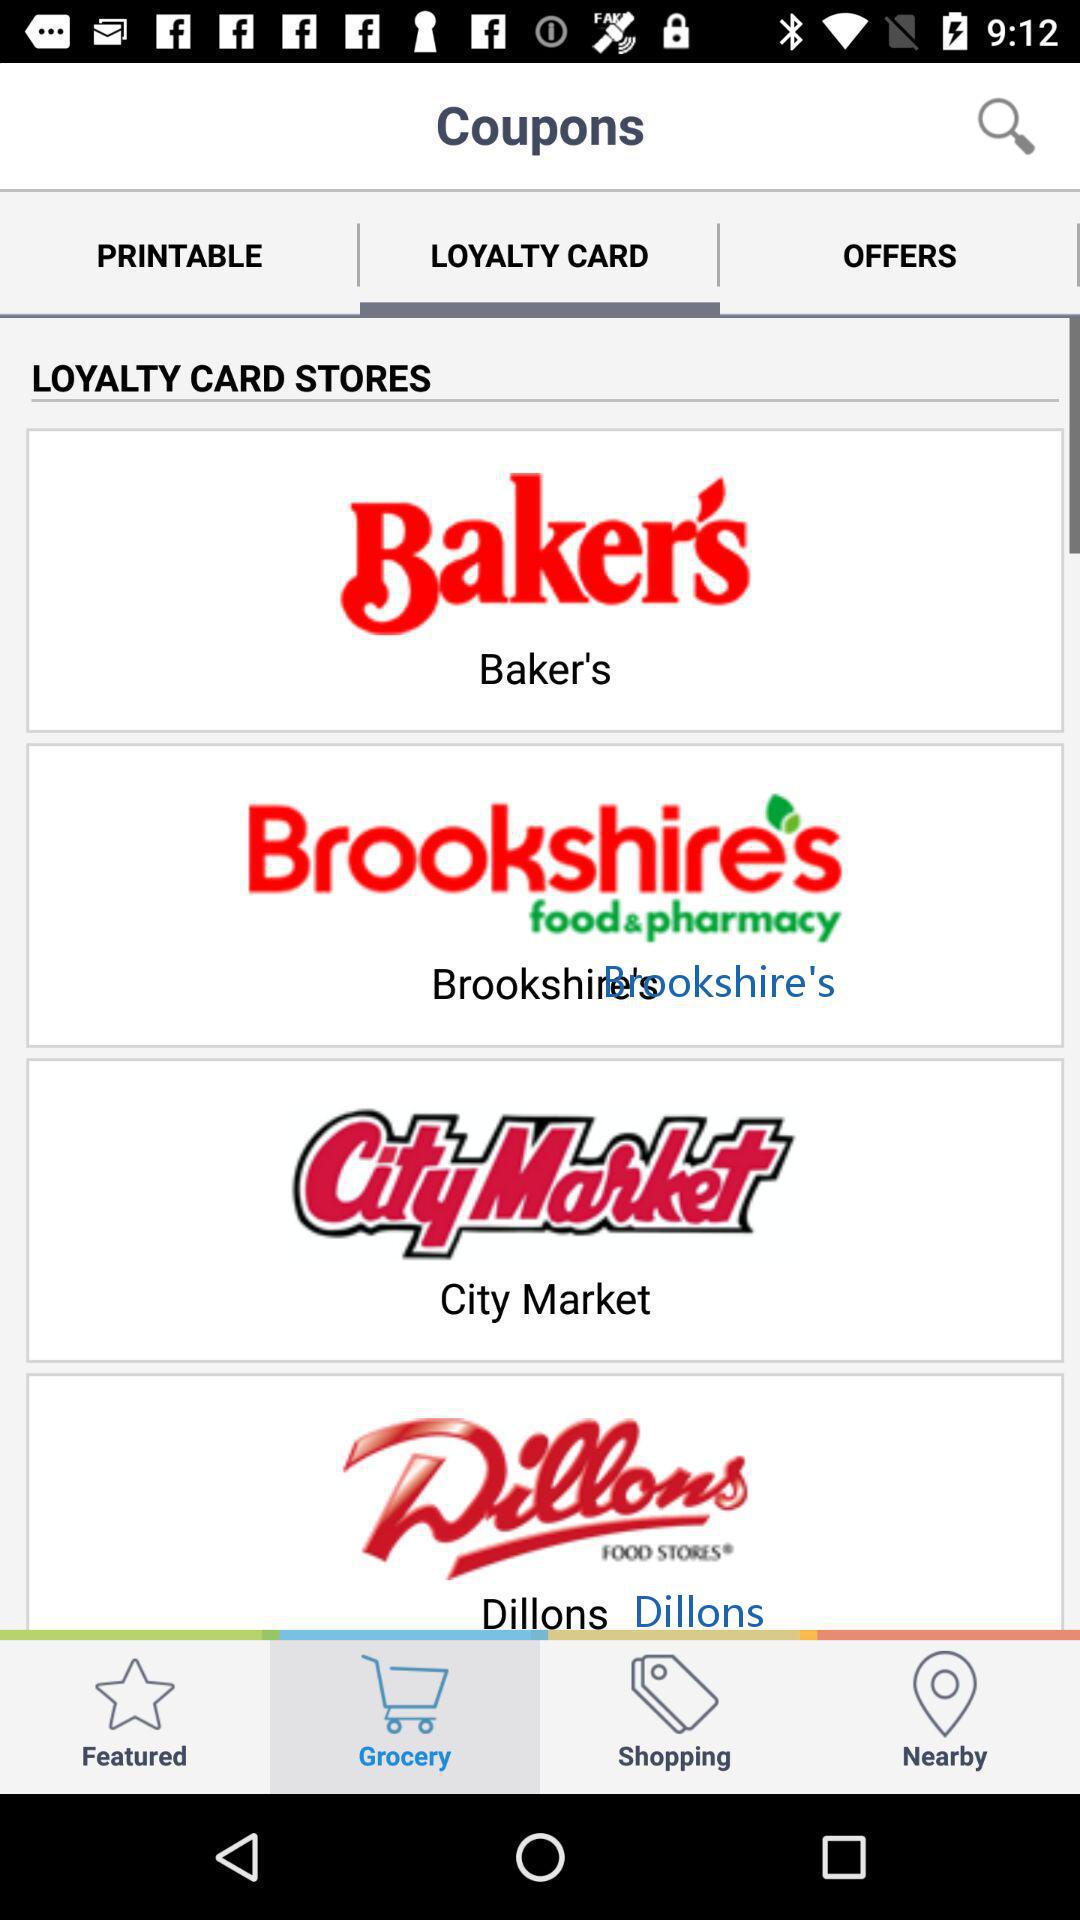 FAKE
9:12
Coupons
PRINTABLE
LOYALTY CARD
OFFERS
LOYALTY CARD STORES
Baker's
Baker's
Brookshire's
food&pharmacy
Brookshire's
Brookshire's
City Market
City Market
Dillons
FOOD STORES®
Dillons
Dillons
Featured
Grocery
Shopping
Nearby